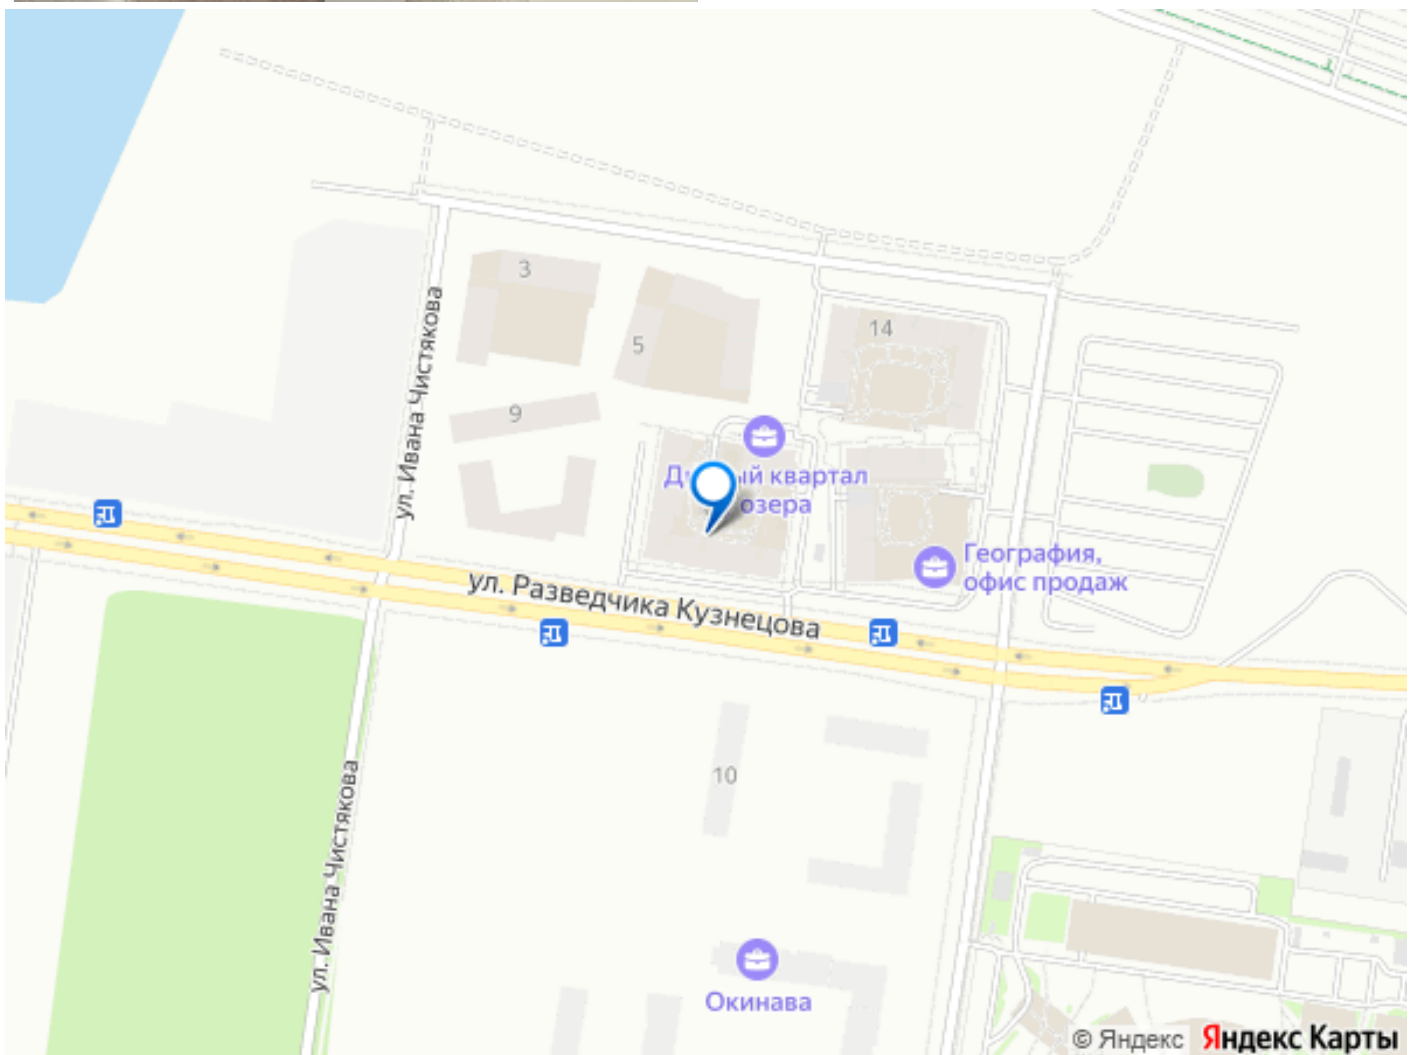 3
14
5
ул. Ивана Чистякова
9
квартал
озера
География,
офис продаж
ул. Разведчика Кузнецова
10
ул. Ивана Чистякова
Окинава
© Яндекс Яндекс Карты